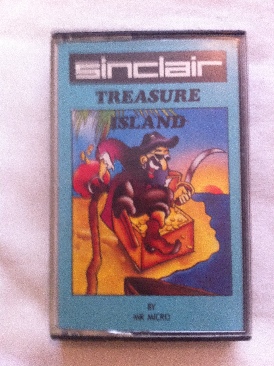 sinclair
TREASURE
ISLAND
BY
MR MICRO